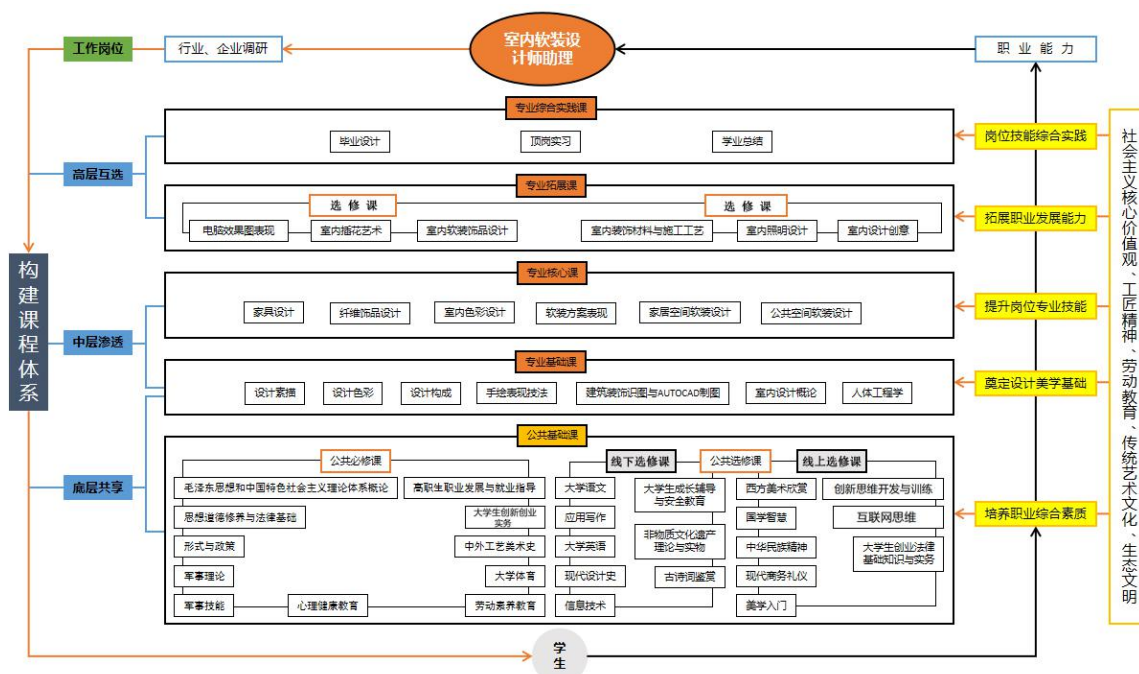 工作岗位
行业、企业调研
室内软装设
计师助理
职 业 能 力
专业综合实践课
毕业设计
顶岗实习
学业总结
岗位技能综合实践
高层互选
专业拓展课
选 修 课
选 修 课
电脑效果图表现
室内插花艺术
室内软装饰品设计
室内装饰材料与施工工艺
室内照明设计
室内设计创意
拓展职业发展能力
构建课程体系
专业核心课
家具设计
纤维饰品设计
室内色彩设计
软装方案表现
家居空间软装设计
公共空间软装设计
提升岗位专业技能
中层渗透
专业基础课
设计素描
设计色彩
设计构成
手绘表现技法
建筑装饰识图与AUTOCAD制图
室内设计概论
人体工程学
奠定设计美学基础
底层共享
公共基础课
公共必修课
毛泽东思想和中国特色社会主义理论体系概论
高职生职业发展与就业指导
思想道德修养与法律基础
大学生创新创业
实务
形式与政策
中外工艺美术史
军事理论
大学体育
军事技能
心理健康教育
劳动素养教育
线下选修课
公共选修课
线上选修课
大学语文
大学生成长辅导
与安全教育
应用写作
非物质文化遗产
理论与实物
大学英语
现代设计史
古诗词鉴赏
信息技术
西方美术欣赏
创新思维开发与训练
国学智慧
互联网思维
中华民族精神
大学生创业法律
基础知识与实务
现代商务礼仪
美学入门
培养职业综合素质
社会主义核心价值观、工匠精神、劳动教育、传统艺术文化、生态文明
学
生